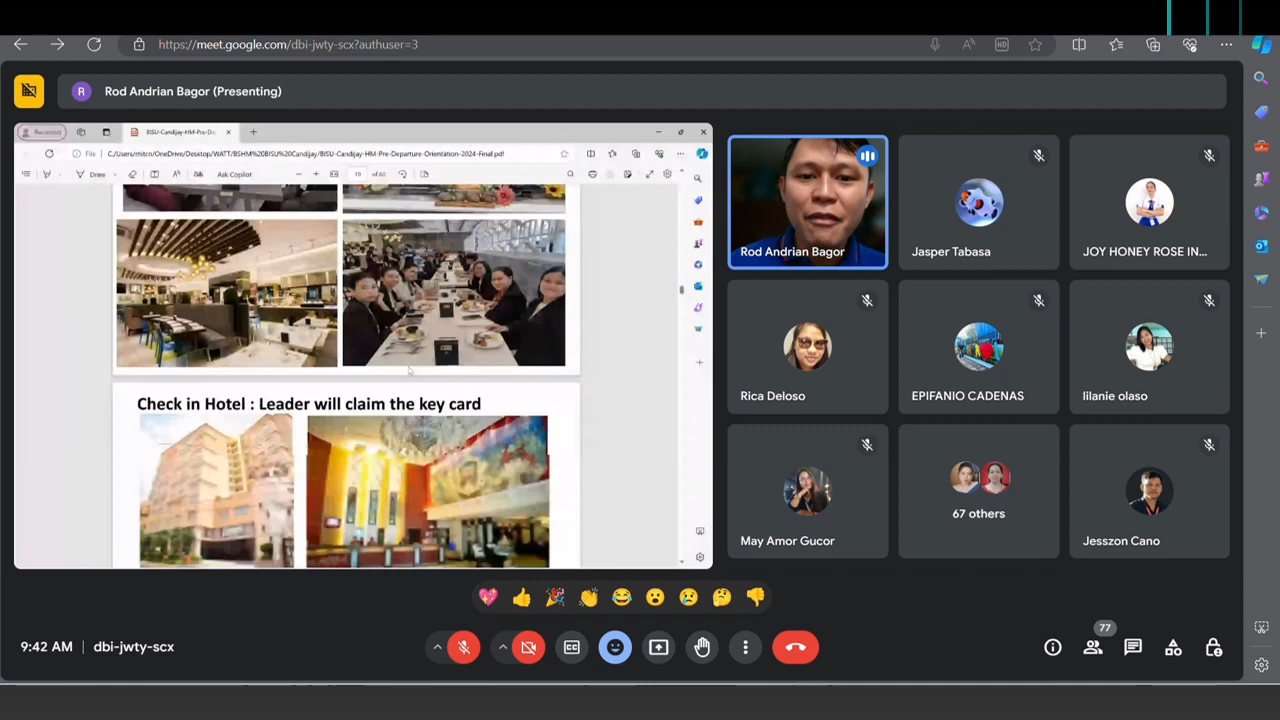 https://meet.google.com/dbi-jwty-scx?authuser=3
R
Rod Andrian Bagor (Presenting)
BISU-Candijay-HM-Pre-De
File
C:/Users/mitch/OneDrive/Desktop/WATT/BSHM%20BISU%20Candijay/BISU-Candijay-HM-Pre-Departure-Orientation-2024-Final.pdf
Draw
Ask Copilot
Check in Hotel : Leader will claim the key card
Rod Andrian Bagor
Jasper Tabasa
JOY HONEY ROSE IN...
Rica Deloso
EPIFANIO CADENAS
lilanie olaso
May Amor Gucor
67 others
Jesszon Cano
77
9:42 AM | dbi-jwty-scx